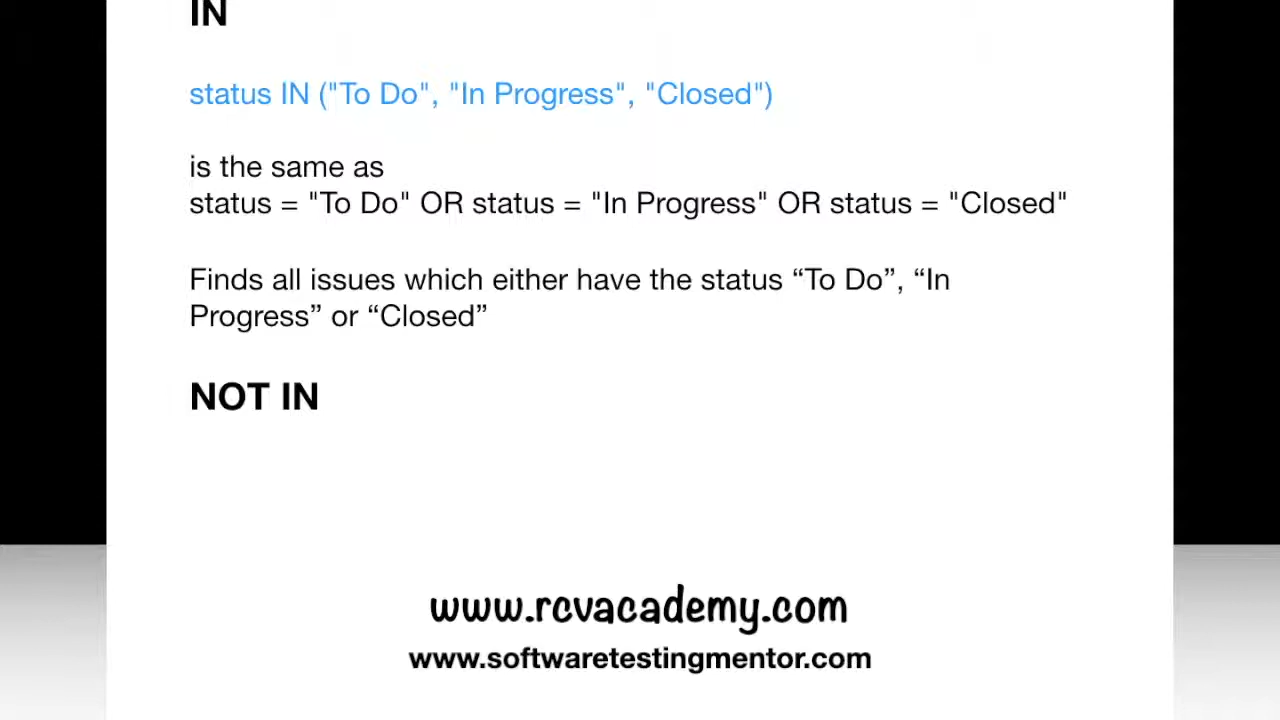 IN
status IN ("To Do", "In Progress", "Closed")
is the same as
status = "To Do" OR status = "In Progress" OR status = "Closed"
Finds all issues which either have the status “To Do”, “In
Progress” or “Closed”
NOT IN
www.rcvacademy.com
www.softwaretestingmentor.com